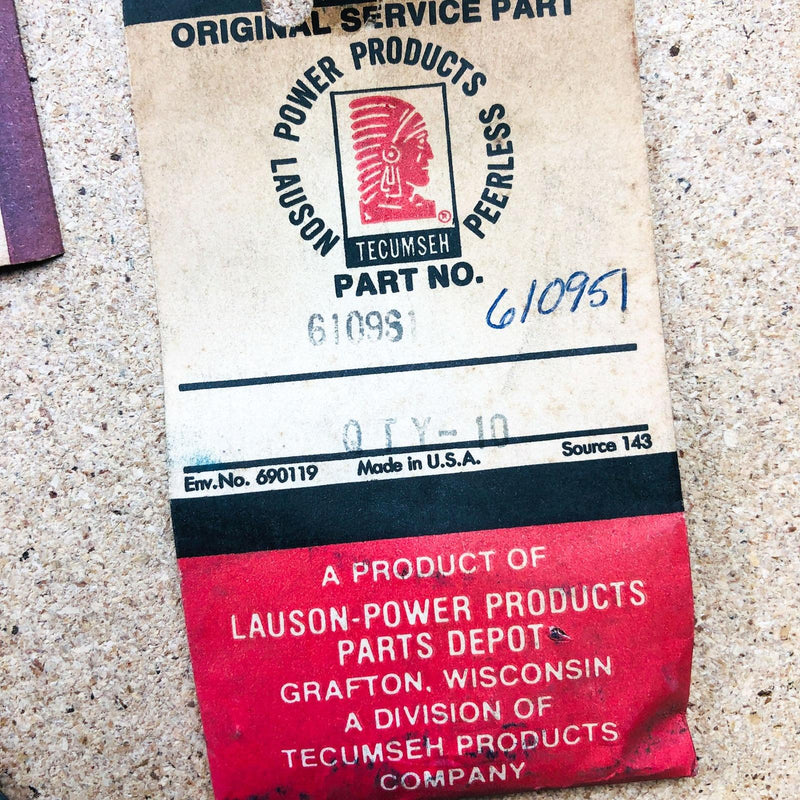 ORIGINAL SERVICE PART
LAUSON POWER PRODUCTS PEERLESS
®
TECUMSEH
PART NO.
610951 610951
QTY-10
Env.No. 690119 Made in U.S.A. Source 143
A PRODUCT OF
LAUSON-POWER PRODUCTS
PARTS DEPOT
GRAFTON, WISCONSIN
A DIVISION OF
TECUMSEH PRODUCTS
COMPANY